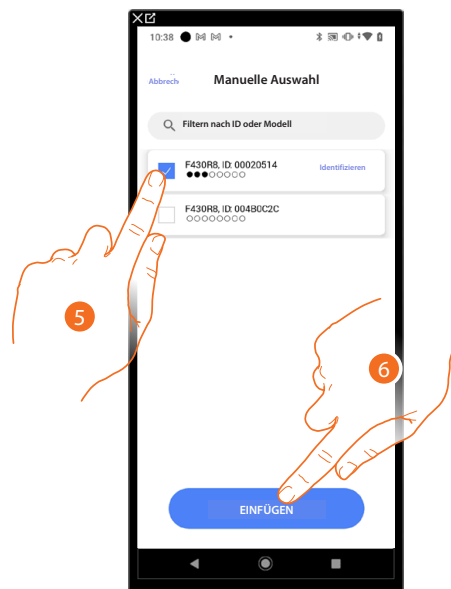 10:38
Abbrech
Manuelle Auswahl
Filtern nach ID oder Modell
F430R8, ID: 00020514
Identifizieren
F430R8, ID: 004B0C2C
5
6
EINFÜGEN